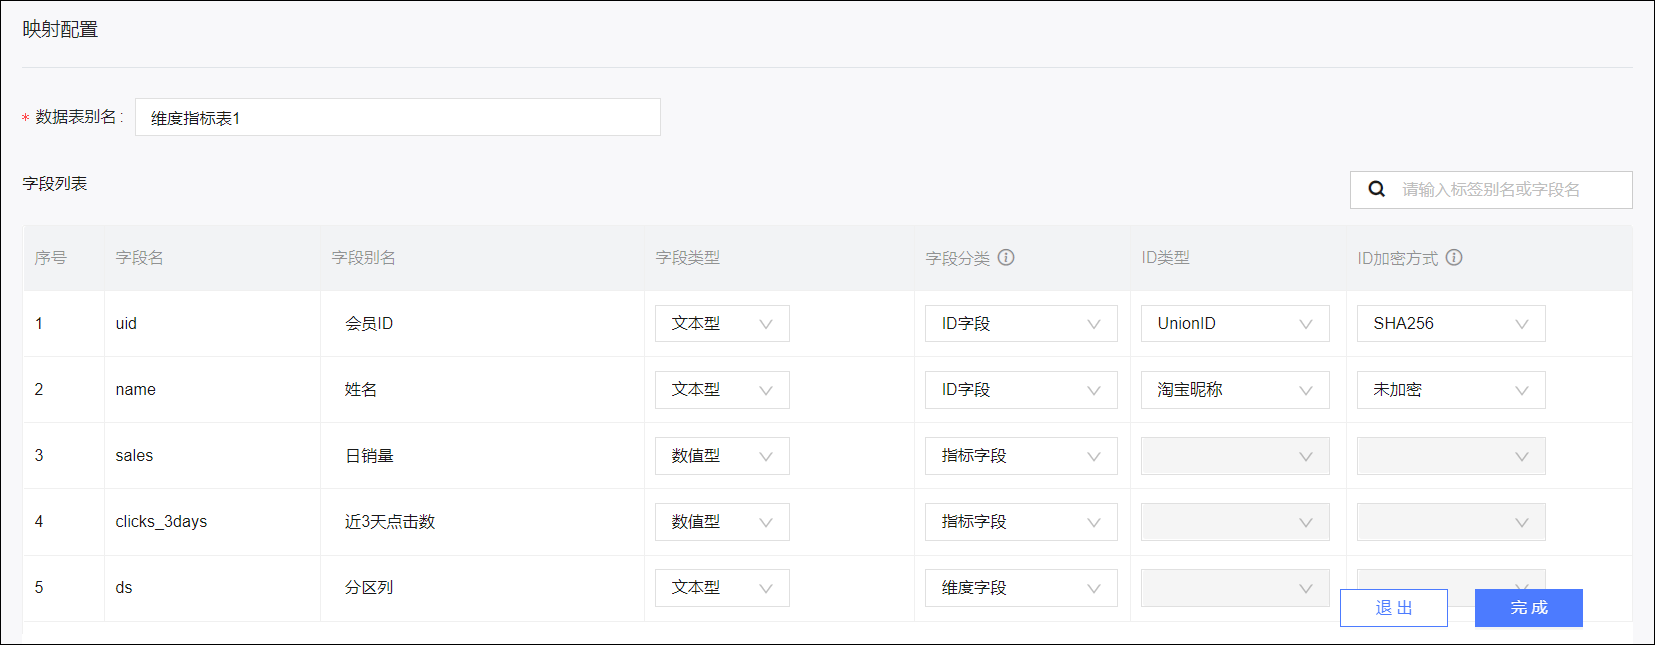 映射配置
* 数据表别名： 维度指标表1
字段列表
请输入标签别名或字段名
序号 字段名 字段别名 字段类型 字段分类 ID类型 ID加密方式
1 uid 会员ID 文本型 ID字段 UnionID SHA256
2 name 姓名 文本型 ID字段 淘宝昵称 未加密
3 sales 日销量 数值型 指标字段
4 clicks_3days 近3天点击数 数值型 指标字段
5 ds 分区列 文本型 维度字段
退出 完成